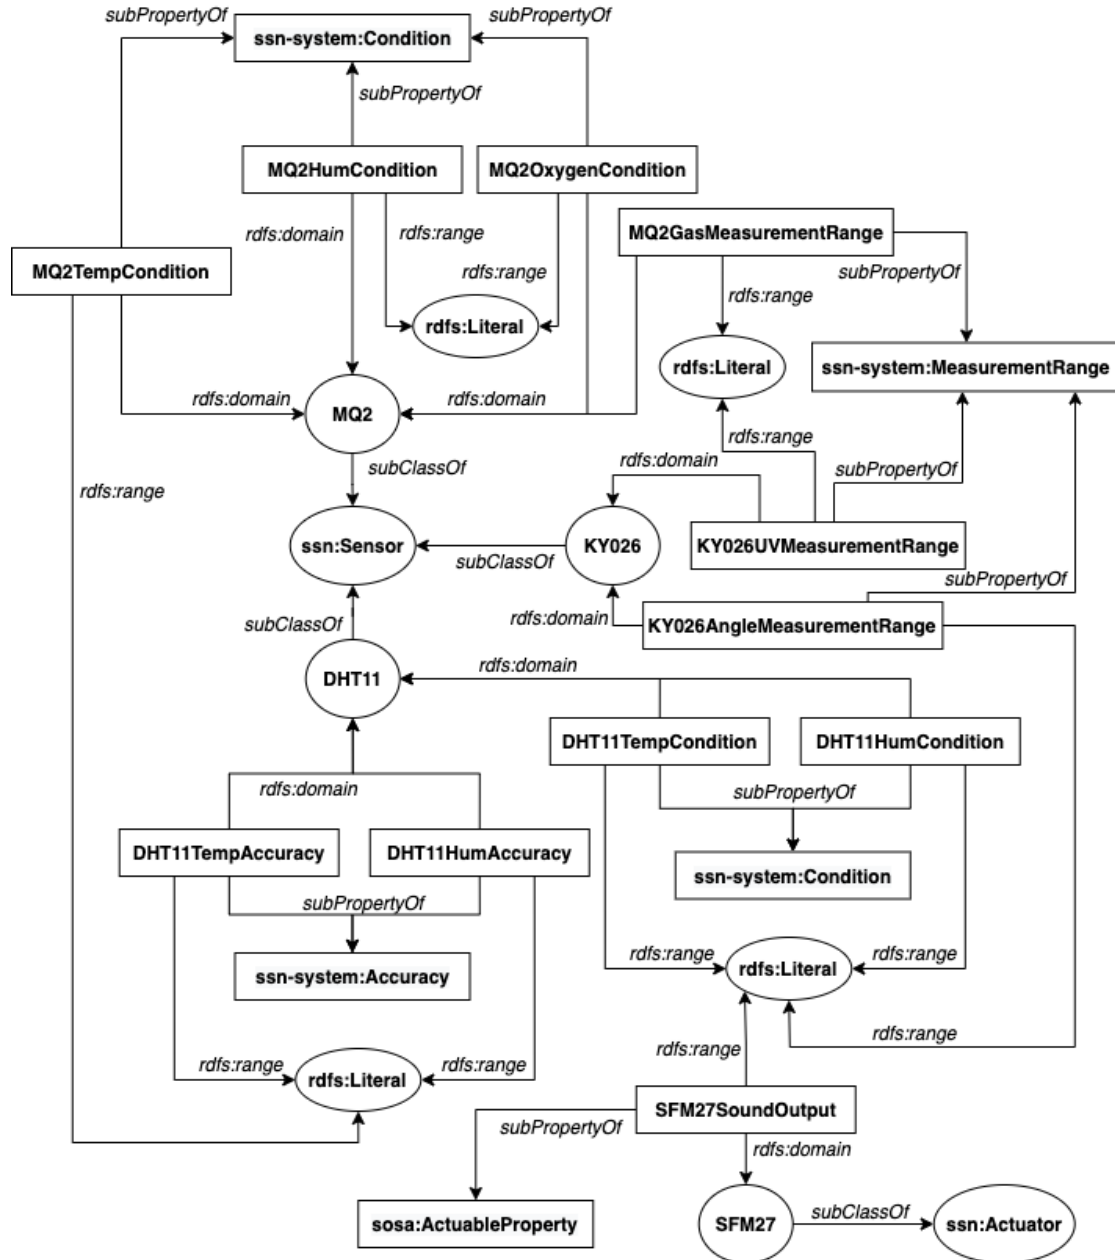 subPropertyOf
subPropertyOf
ssn-system:Condition
subPropertyOf
MQ2HumCondition
MQ2OxygenCondition
MQ2GasMeasurementRange
rdfs:domain
rdfs:range
MQ2TempCondition
rdfs:range
subPropertyOf
rdfs:range
rdfs:Literal
rdfs:Literal
ssn-system:MeasurementRange
rdfs:domain
MQ2
rdfs:domain
rdfs:range
rdfs:domain
subClassOf
subPropertyOf
rdfs:range
ssn:Sensor
KY026
KY026UVMeasurementRange
subClassOf
subPropertyOf
subClassOf
rdfs:domain
KY026AngleMeasurementRange
rdfs:domain
DHT11
DHT11TempCondition
DHT11HumCondition
rdfs:domain
subPropertyOf
DHT11TempAccuracy
DHT11HumAccuracy
ssn-system:Condition
subPropertyOf
rdfs:range
rdfs:Literal
rdfs:range
ssn-system:Accuracy
rdfs:range
rdfs:range
rdfs:range
rdfs:Literal
rdfs:range
SFM27SoundOutput
subPropertyOf
rdfs:domain
sosa:ActuableProperty
SFM27
subClassOf
ssn:Actuator